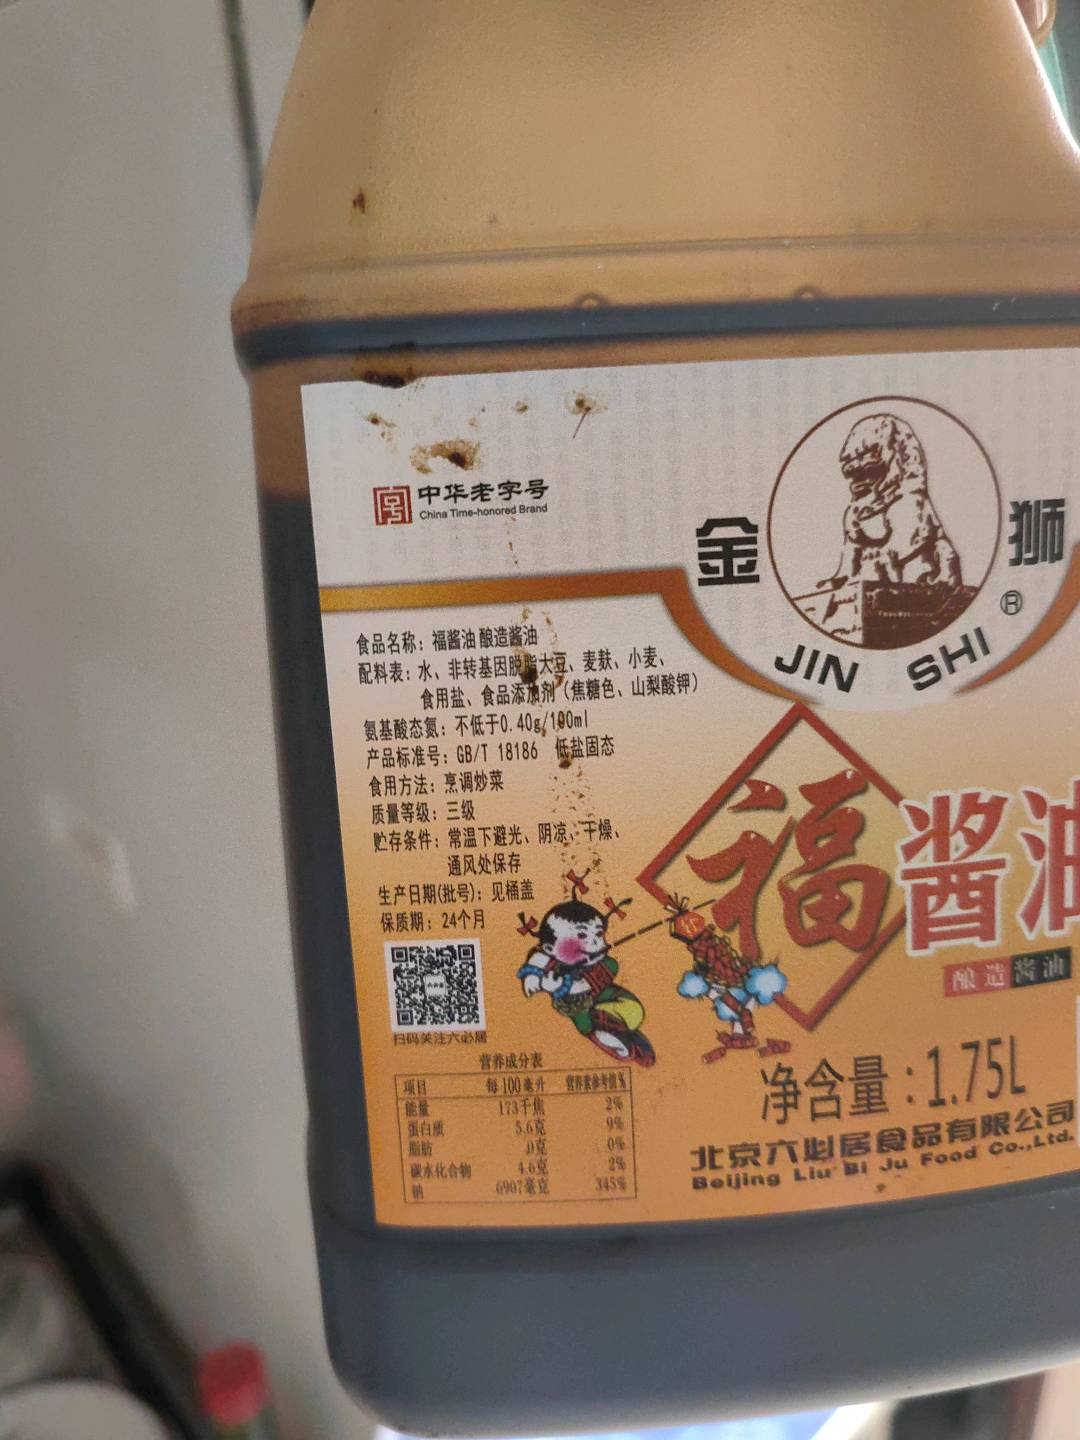 中华老字号
China Time-honored Brand
金 狮
®
JIN SHI
食品名称：福酱油 酿造酱油
配料表：水、非转基因脱脂大豆、麦麸、小麦、
食用盐、食品添加剂（焦糖色、山梨酸钾）
氨基酸态氮：不低于0.40g/100ml
产品标准号：GB/T 18186 低盐固态
食用方法：烹调炒菜
质量等级：三级
贮存条件：常温下避光、阴凉、干燥、
通风处保存
生产日期(批号)：见桶盖
保质期：24个月
扫码关注六必居
福酱油
酿造酱油
营养成分表
项目 每100毫升 营养素参考值%
能量 173千焦 2%
蛋白质 5.6克 9%
脂肪 0克 0%
碳水化合物 4.6克 2%
钠 6907毫克 345%
净含量：1.75L
北京六必居食品有限公司
Beijing Liu Bi Ju Food Co.,Ltd.